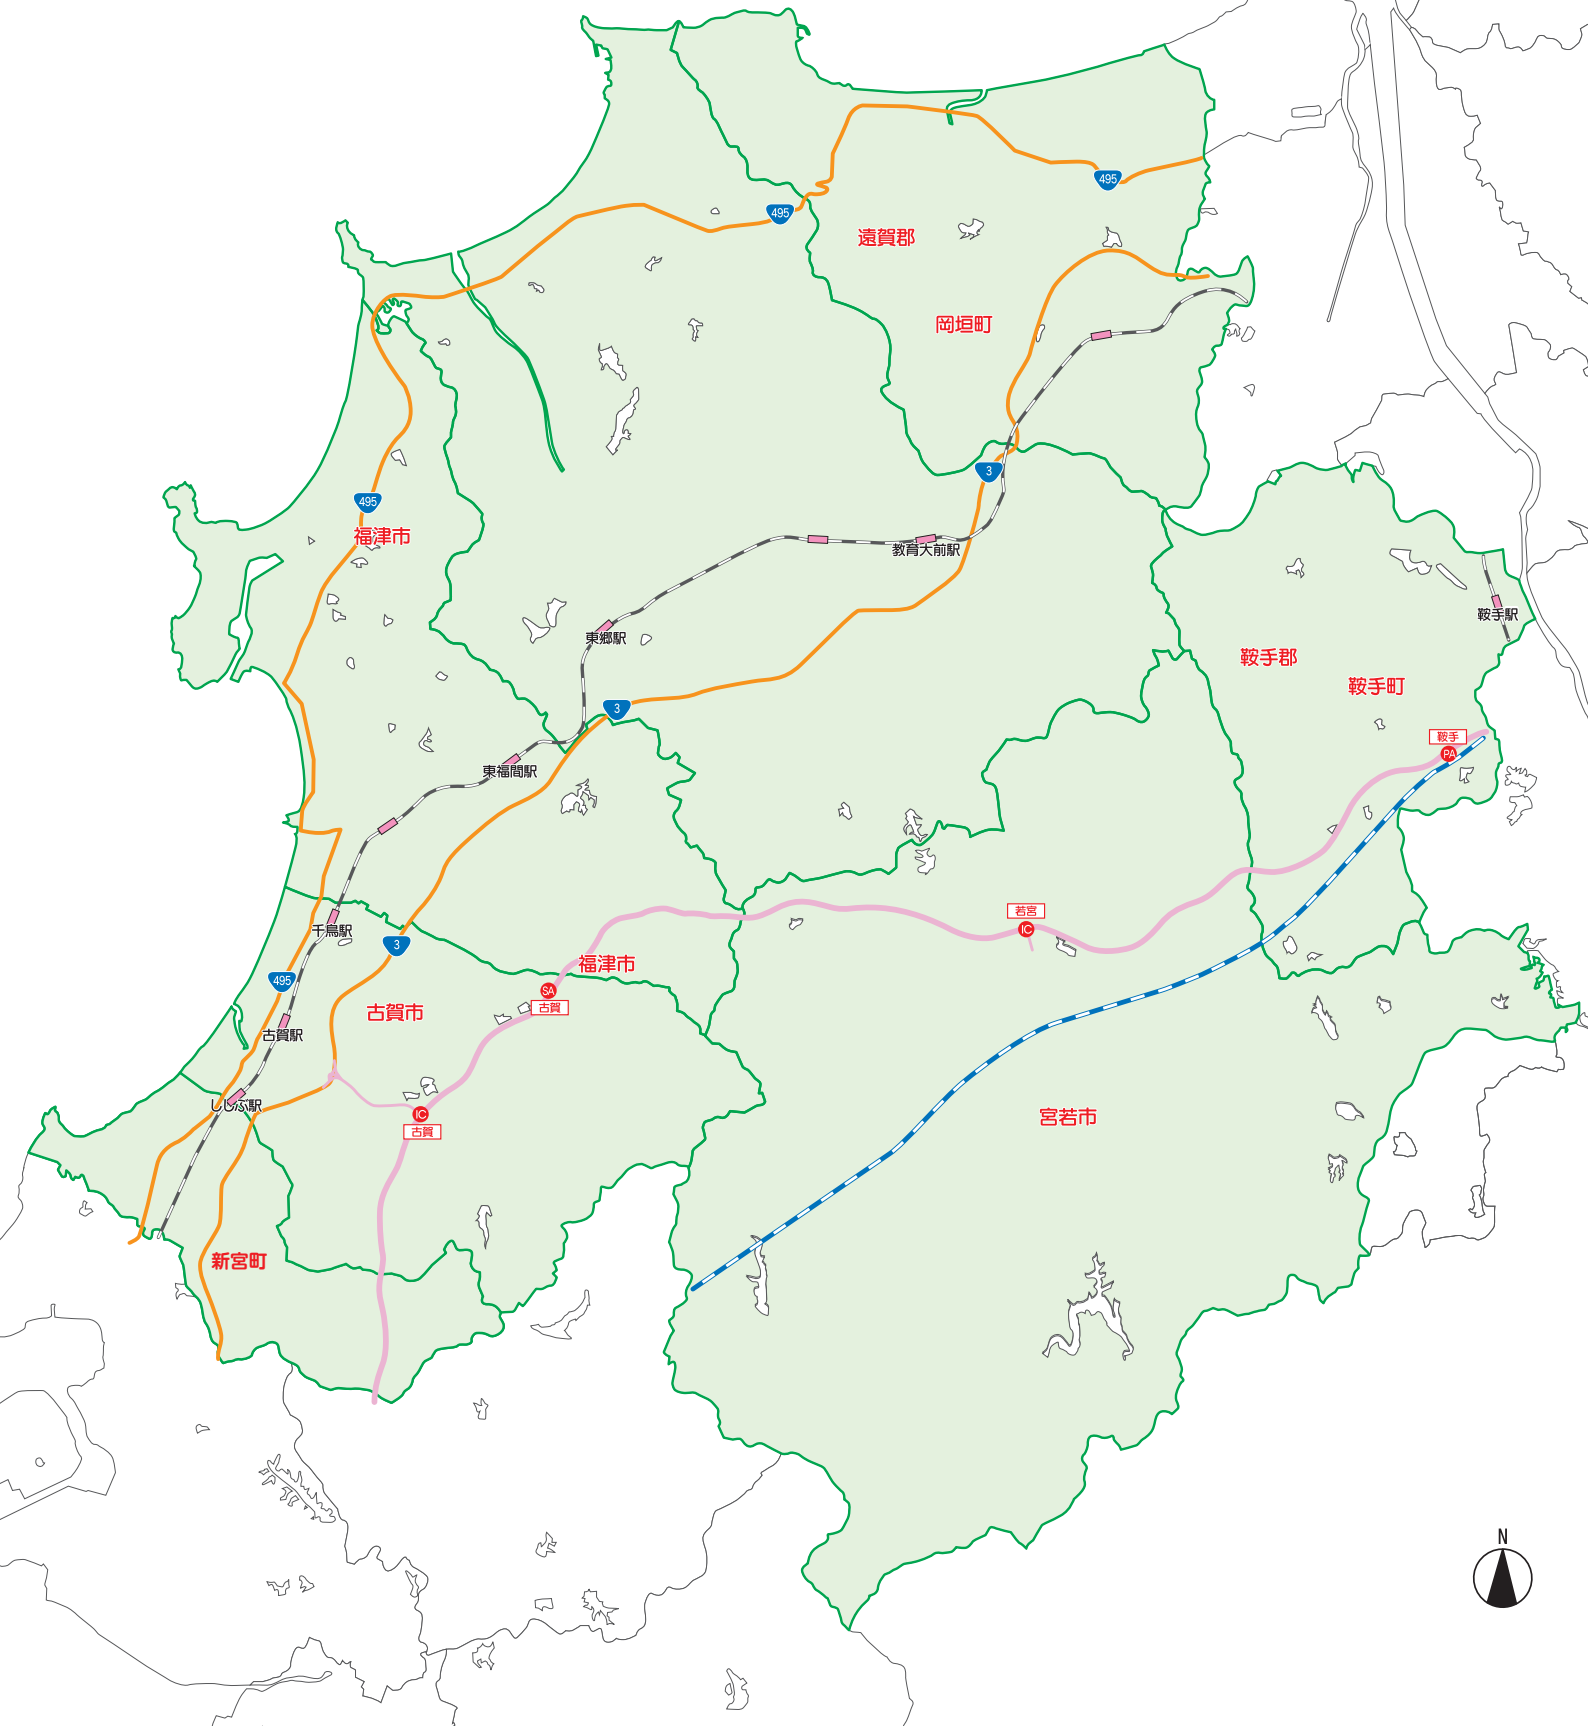 495
495
遠賀郡
岡垣町
3
495
福津市
教育大前駅
鞍手駅
東郷駅
鞍手郡
鞍手町
3
鞍手
PA
東福間駅
若宮
IC
千鳥駅
3
福津市
495
SA
古賀
古賀市
古賀駅
ししぶ駅
IC
古賀
宮若市
新宮町
N